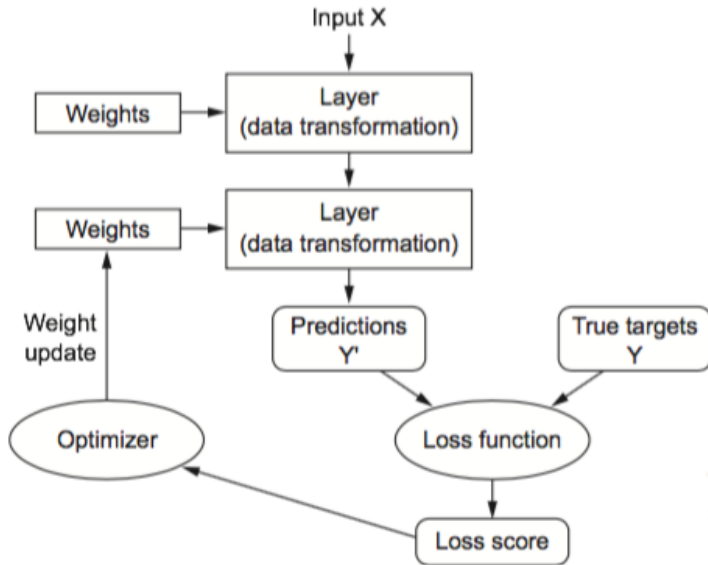 Input X
Layer
(data transformation)
Weights
Layer
(data transformation)
Weights
Weight
update
Predictions
Y'
True targets
Y
Optimizer
Loss function
Loss score